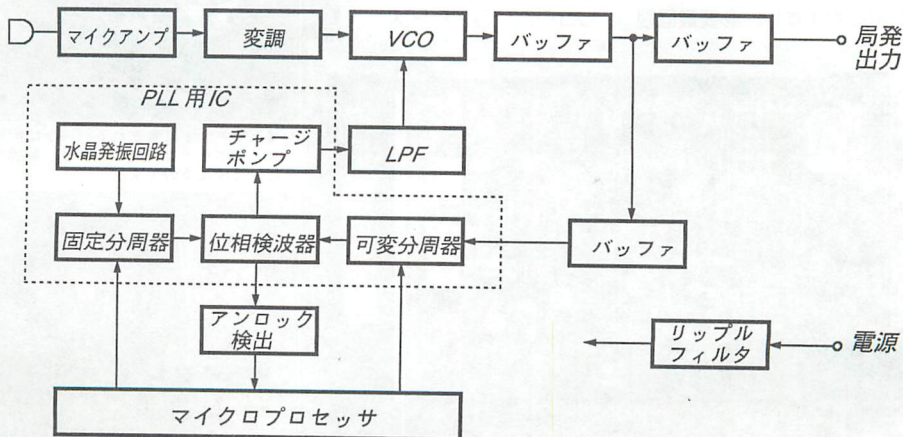 マイクアンプ
変調
VCO
バッファ
バッファ
局発
出力
PLL用IC
水晶発振回路
チャージ
ポンプ
LPF
固定分周器
位相検波器
可変分周器
バッファ
アンロック
検出
リップル
フィルタ
電源
マイクロプロセッサ